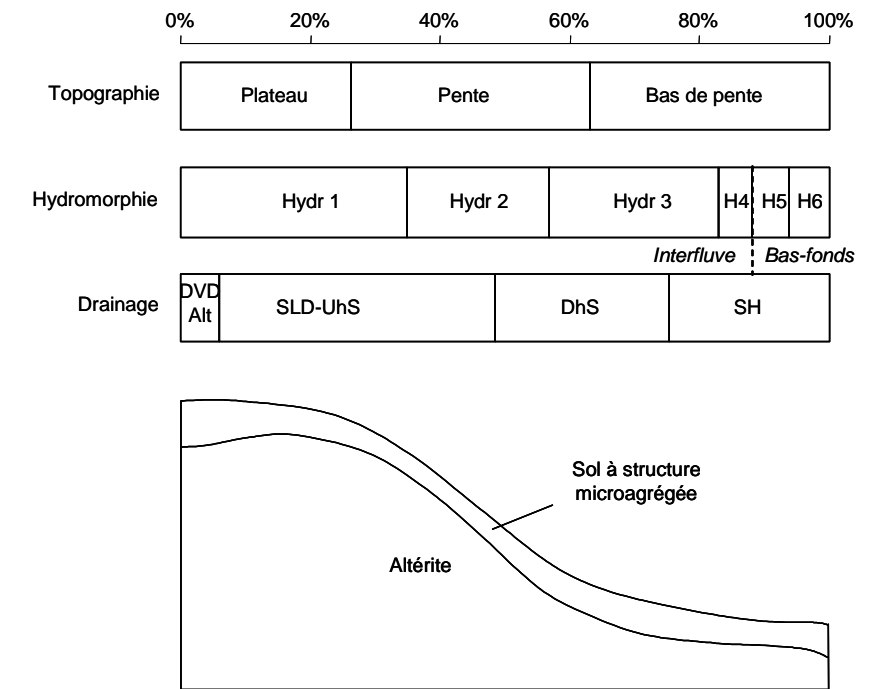 0% 20% 40% 60% 80% 100%
Topographie Plateau Pente Bas de pente
Hydromorphie Hydr 1 Hydr 2 Hydr 3 H4 H5 H6
Interfluve Bas-fonds
Drainage DVD Alt SLD-UhS DhS SH
Sol à structure
microagrégée
Altérite